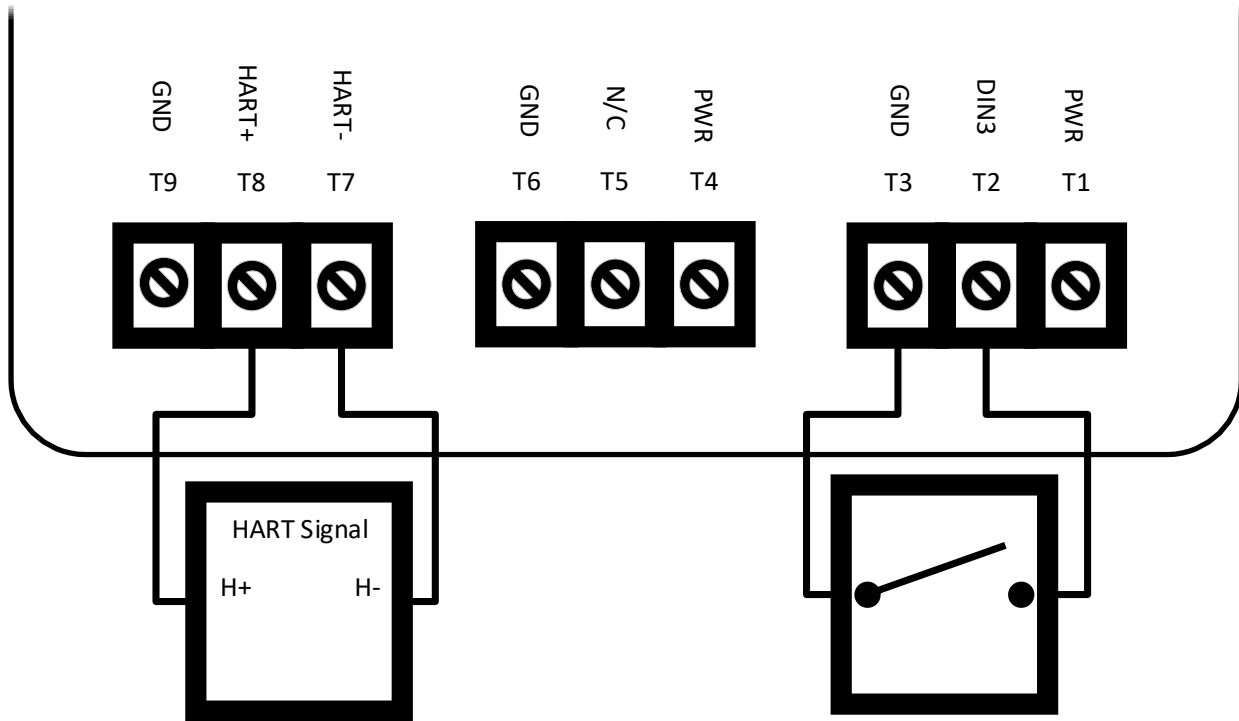 GND HART+ HART- GND N/C PWR GND DIN3 PWR
T9 T8 T7 T6 T5 T4 T3 T2 T1
HART Signal
H+ H-